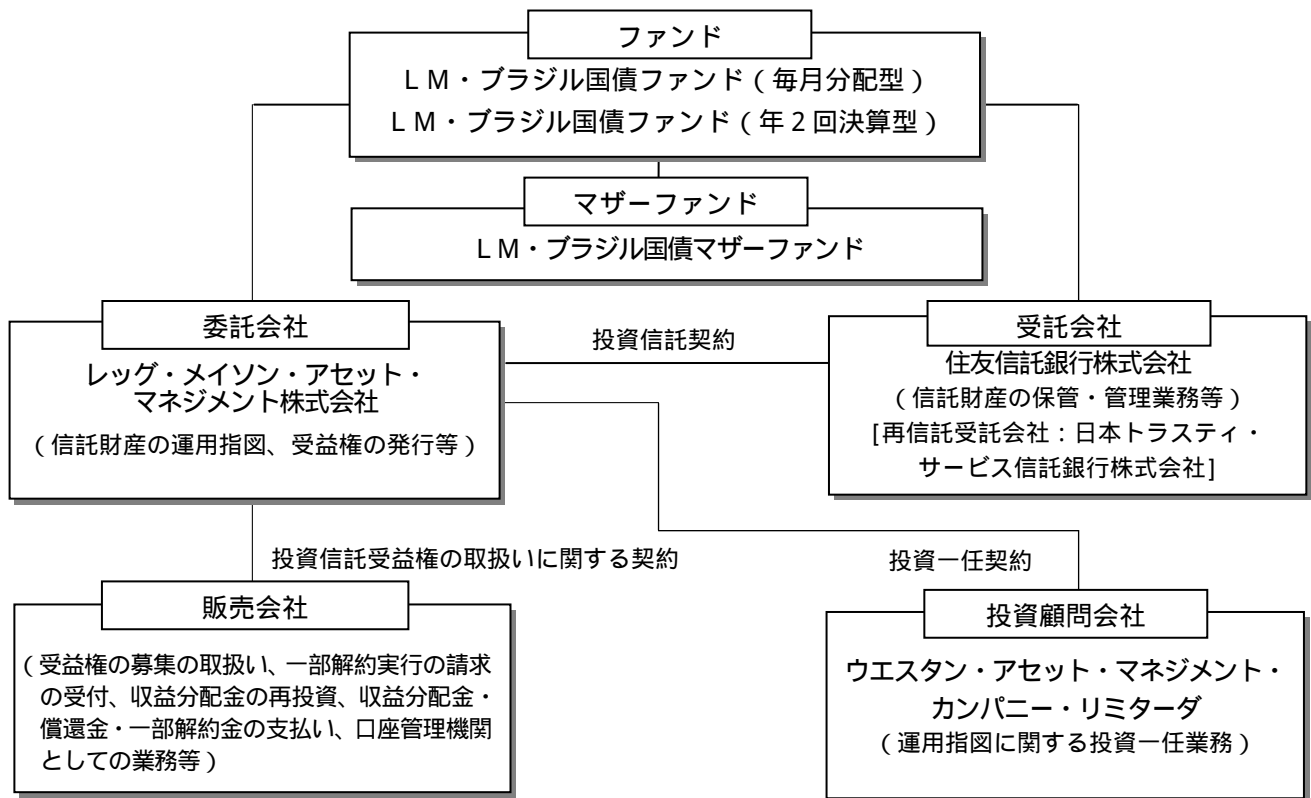 ファンド
LM・ブラジル国債ファンド（毎月分配型）
LM・ブラジル国債ファンド（年2回決算型）
マザーファンド
LM・ブラジル国債マザーファンド
委託会社
レッグ・メイソン・アセット・
マネジメント株式会社
（信託財産の運用指図、受益権の発行等）
投資信託契約
受託会社
住友信託銀行株式会社
（信託財産の保管・管理業務等）
[再信託受託会社：日本トラスティ・
サービス信託銀行株式会社]
投資信託受益権の取扱いに関する契約
投資一任契約
販売会社
（受益権の募集の取扱い、一部解約実行の請求
の受付、収益分配金の再投資、収益分配金・
償還金・一部解約金の支払い、口座管理機関
としての業務等）
投資顧問会社
ウエスタン・アセット・マネジメント・
カンパニー・リミターダ
（運用指図に関する投資一任業務）